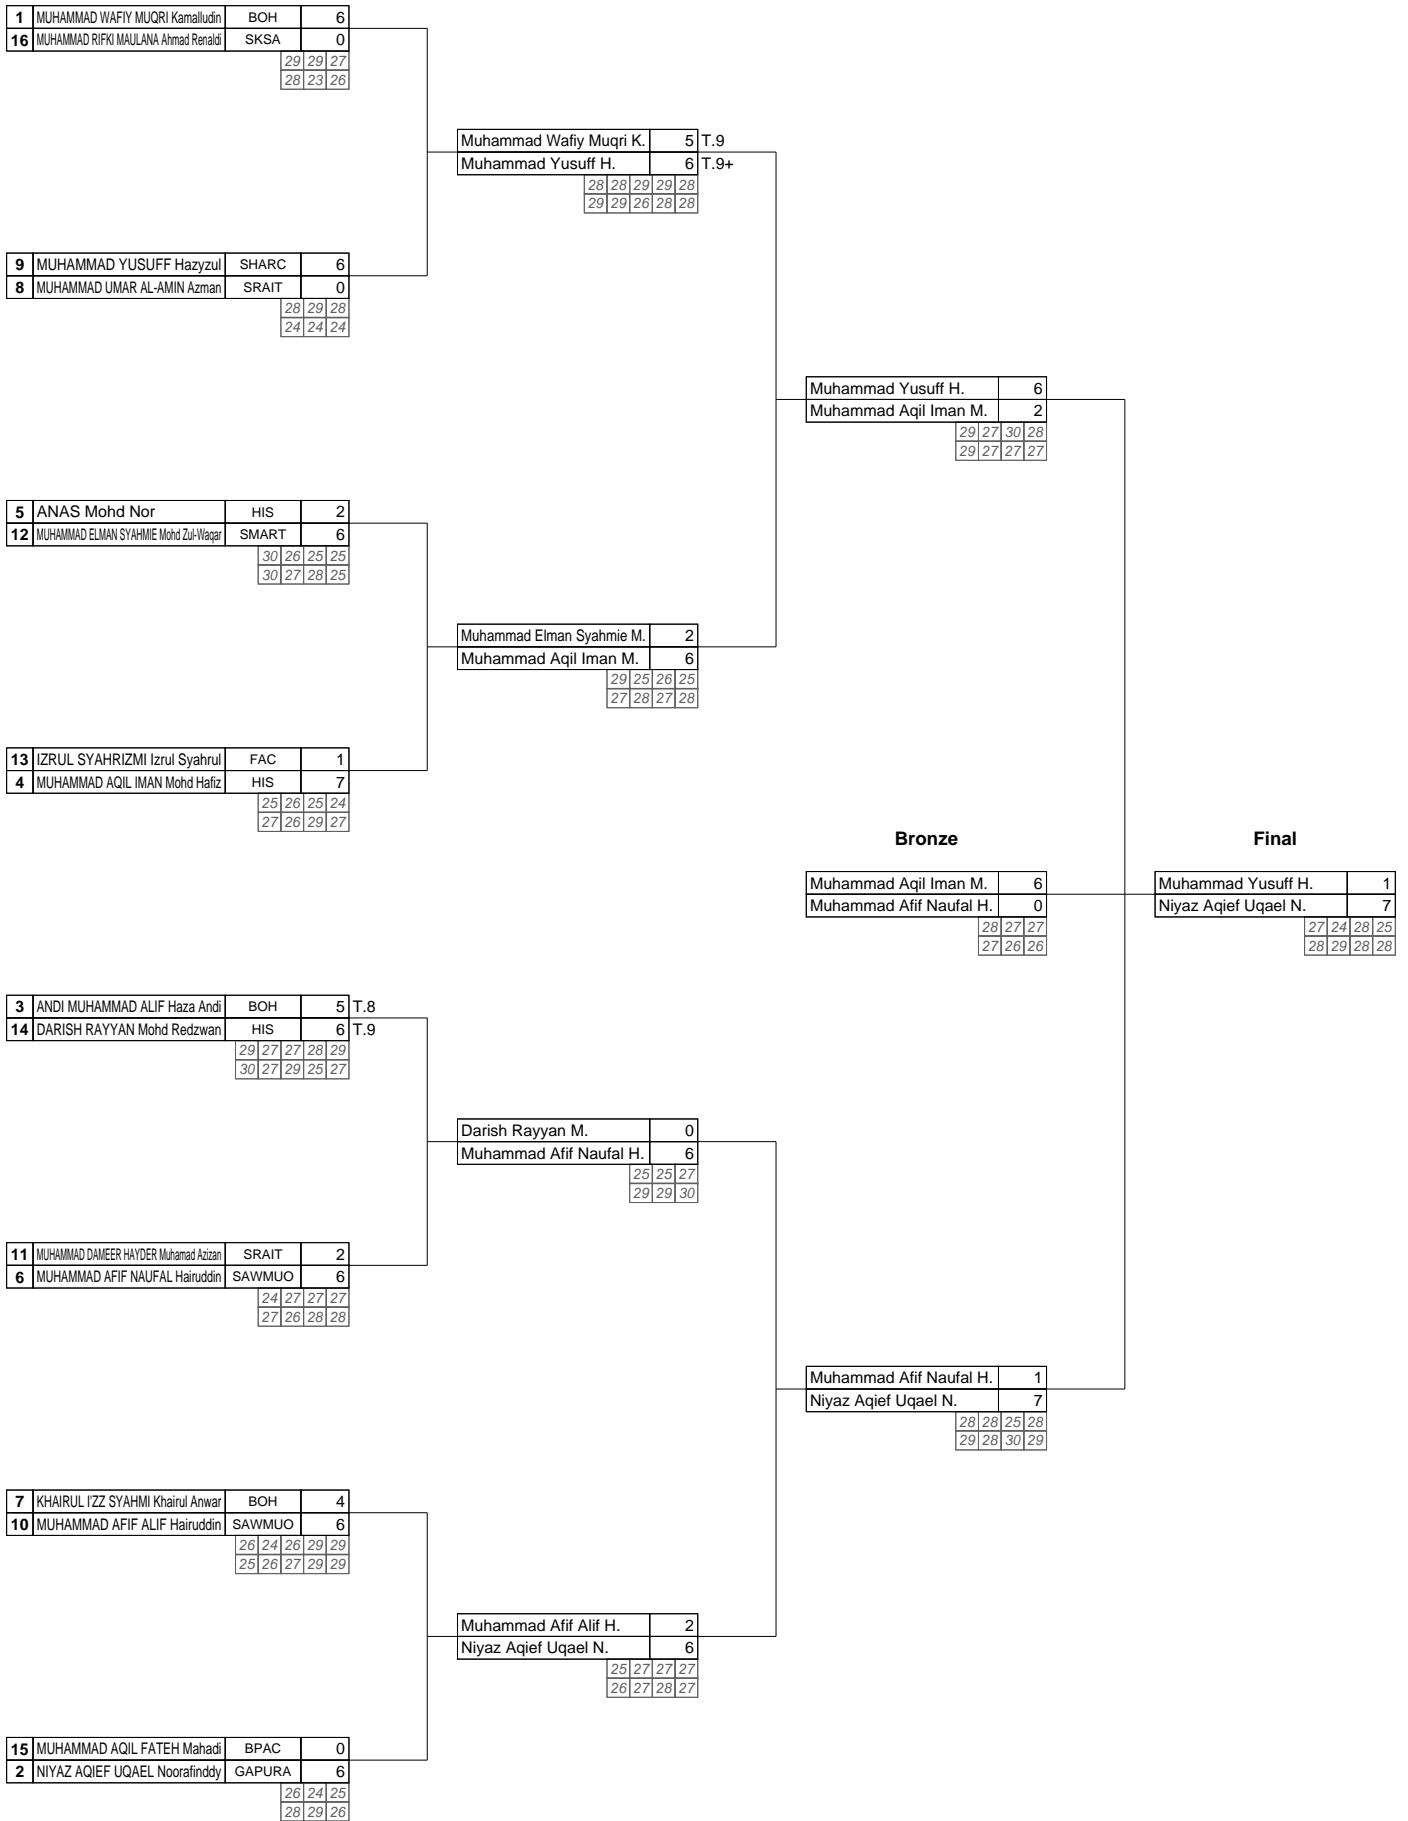 1 MUHAMMAD WAFIY MUQRI Kamalludin BOH 6
16 MUHAMMAD RIFKI MAULANA Ahmad Renaldi SKSA 0
29 29 27
28 23 26
Muhammad Wafiy Muqri K. 5 T.9
Muhammad Yusuff H. 6 T.9+
28 28 29 29 28
29 29 26 28 28
9 MUHAMMAD YUSUFF Hazyzul SHARC 6
8 MUHAMMAD UMAR AL-AMIN Azman SRAIT 0
28 29 28
24 24 24
Muhammad Yusuff H. 6
Muhammad Aqil Iman M. 2
29 27 30 28
29 27 27 27
5 ANAS Mohd Nor HIS 2
12 MUHAMMAD ELMAN SYAHMIE Mohd Zul-Waqar SMART 6
30 26 25 25
30 27 28 25
Muhammad Elman Syahmie M. 2
Muhammad Aqil Iman M. 6
29 25 26 25
27 28 27 28
13 IZRUL SYAHRIZMI Izrul Syahrul FAC 1
4 MUHAMMAD AQIL IMAN Mohd Hafiz HIS 7
25 26 25 24
27 26 29 27
Bronze Final
Muhammad Aqil Iman M. 6 Muhammad Yusuff H. 1
Muhammad Afif Naufal H. 0 Niyaz Aqief Uqael N. 7
28 27 27 27 24 28 25
27 26 26 28 29 28 28
3 ANDI MUHAMMAD ALIF Haza Andi BOH 5 T.8
14 DARISH RAYYAN Mohd Redzwan HIS 6 T.9
29 27 27 28 29
30 27 29 25 27
Darish Rayyan M. 0
Muhammad Afif Naufal H. 6
25 25 27
29 29 30
11 MUHAMMAD DAMEER HAYDER Muhamad Azizan SRAIT 2
6 MUHAMMAD AFIF NAUFAL Hairuddin SAWMUO 6
24 27 27 27
27 26 28 28
Muhammad Afif Naufal H. 1
Niyaz Aqief Uqael N. 7
28 28 25 28
29 28 30 29
7 KHAIRUL I'ZZ SYAHMI Khairul Anwar BOH 4
10 MUHAMMAD AFIF ALIF Hairuddin SAWMUO 6
26 24 26 29 29
25 26 27 29 29
Muhammad Afif Alif H. 2
Niyaz Aqief Uqael N. 6
25 27 27 27
26 27 28 27
15 MUHAMMAD AQIL FATEH Mahadi BPAC 0
2 NIYAZ AQIEF UQAEL Noorafinddy GAPURA 6
26 24 25
28 29 26